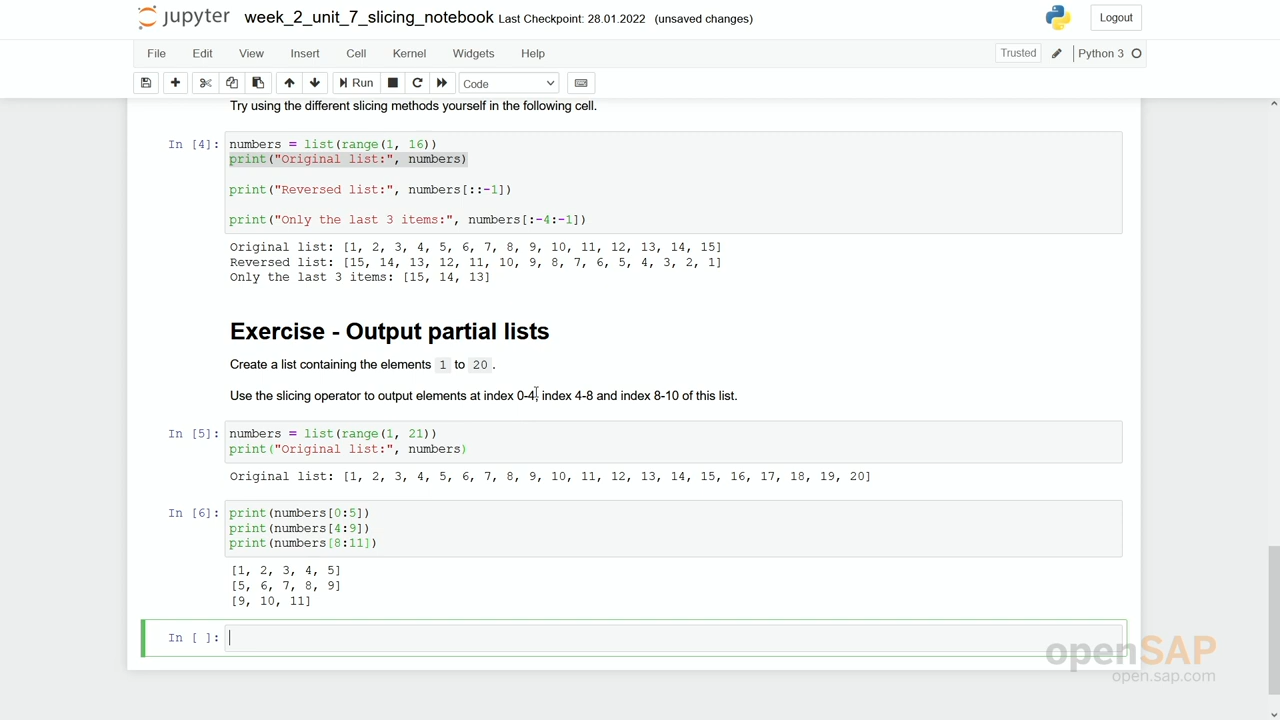 jupyter week_2_unit_7_slicing_notebook Last Checkpoint: 28.01.2022 (unsaved changes) Logout
File Edit View Insert Cell Kernel Widgets Help Trusted Python 3
Run Code
Try using the different slicing methods yourself in the following cell.
In [4]: numbers = list(range(1, 16))
print("Original list:", numbers)
print("Reversed list:", numbers[::-1])
print("Only the last 3 items:", numbers[:-4:-1])
Original list: [1, 2, 3, 4, 5, 6, 7, 8, 9, 10, 11, 12, 13, 14, 15]
Reversed list: [15, 14, 13, 12, 11, 10, 9, 8, 7, 6, 5, 4, 3, 2, 1]
Only the last 3 items: [15, 14, 13]
Exercise - Output partial lists
Create a list containing the elements 1 to 20 .
Use the slicing operator to output elements at index 0-4, index 4-8 and index 8-10 of this list.
In [5]: numbers = list(range(1, 21))
print("Original list:", numbers)
Original list: [1, 2, 3, 4, 5, 6, 7, 8, 9, 10, 11, 12, 13, 14, 15, 16, 17, 18, 19, 20]
In [6]: print(numbers[0:5])
print(numbers[4:9])
print(numbers[8:11])
[1, 2, 3, 4, 5]
[5, 6, 7, 8, 9]
[9, 10, 11]
In [ ]:
openSAP
open.sap.com